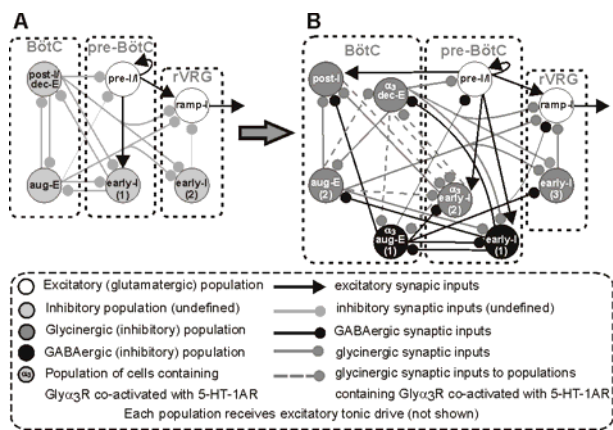 A
B
BötC
pre-BötC
rVRG
post-I/
dec-E
pre-I/I
ramp-I
aug-E
early-I
(1)
early-I
(2)
BötC
pre-BötC
rVRG
post-I
α3
dec-E
pre-I/I
ramp-I
aug-E
(2)
α3
early-I
(2)
early-I
(3)
α3
aug-E
(1)
early-I
(1)
Excitatory (glutamatergic) population
excitatory synapic inputs
Inhibitory population (undefined)
inhibitory synaptic inputs (undefined)
Glycinergic (inhibitory) population
GABAergic synaptic inputs
GABAergic (inhibitory) population
glycinergic synaptic inputs
α3
Population of cells containing
glycinergic synaptic inputs to populations
Glyα3R co-activated with 5-HT-1AR
containing Glyα3R co-activated with 5-HT-1AR
Each population receives excitatory tonic drive (not shown)